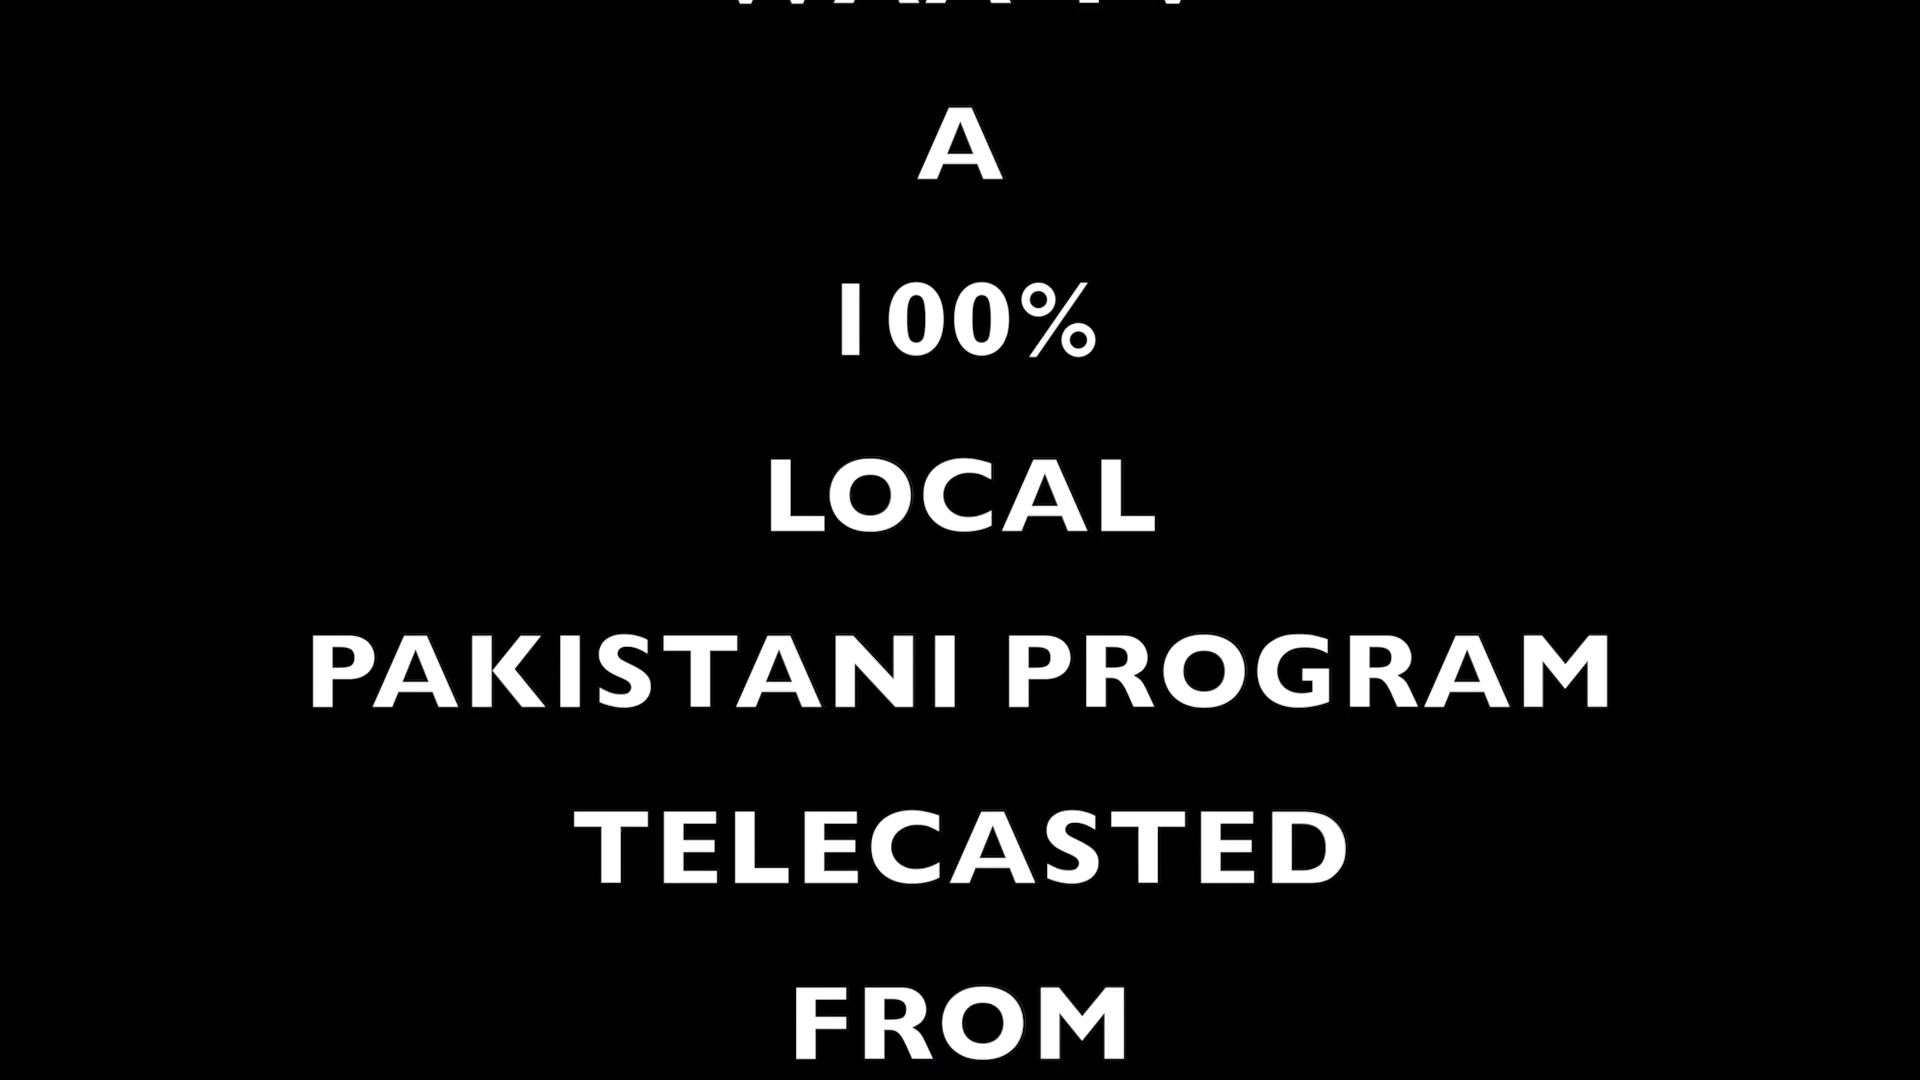 A
100%
LOCAL
PAKISTANI PROGRAM
TELECASTED
FROM